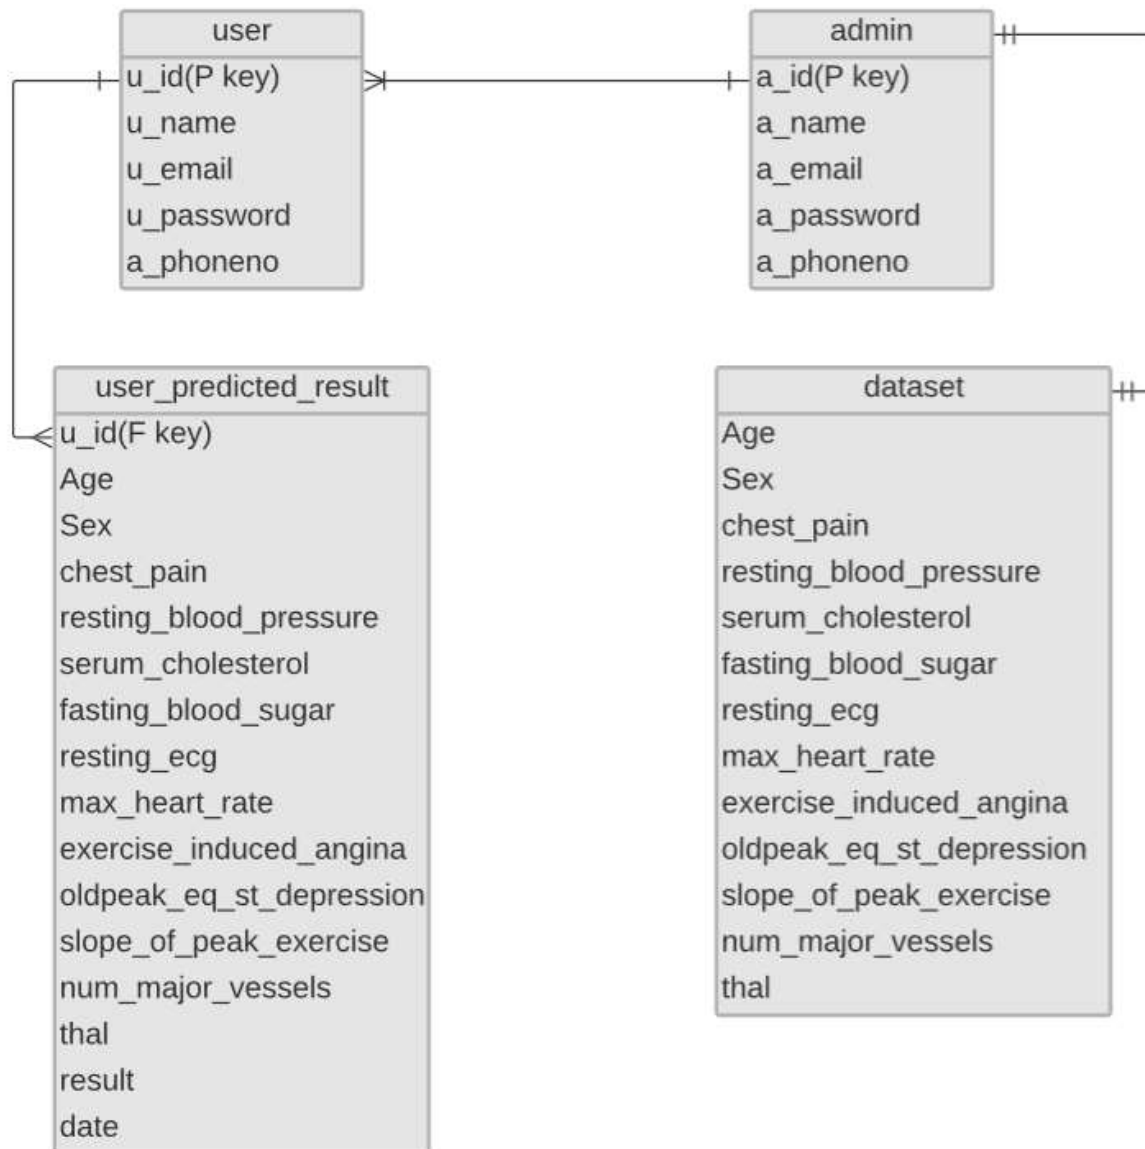 user
u_id(P key)
u_name
u_email
u_password
a_phoneno
admin
a_id(P key)
a_name
a_email
a_password
a_phoneno
user_predicted_result
u_id(F key)
Age
Sex
chest_pain
resting_blood_pressure
serum_cholesterol
fasting_blood_sugar
resting_ecg
max_heart_rate
exercise_induced_angina
oldpeak_eq_st_depression
slope_of_peak_exercise
num_major_vessels
thal
result
date
dataset
Age
Sex
chest_pain
resting_blood_pressure
serum_cholesterol
fasting_blood_sugar
resting_ecg
max_heart_rate
exercise_induced_angina
oldpeak_eq_st_depression
slope_of_peak_exercise
num_major_vessels
thal